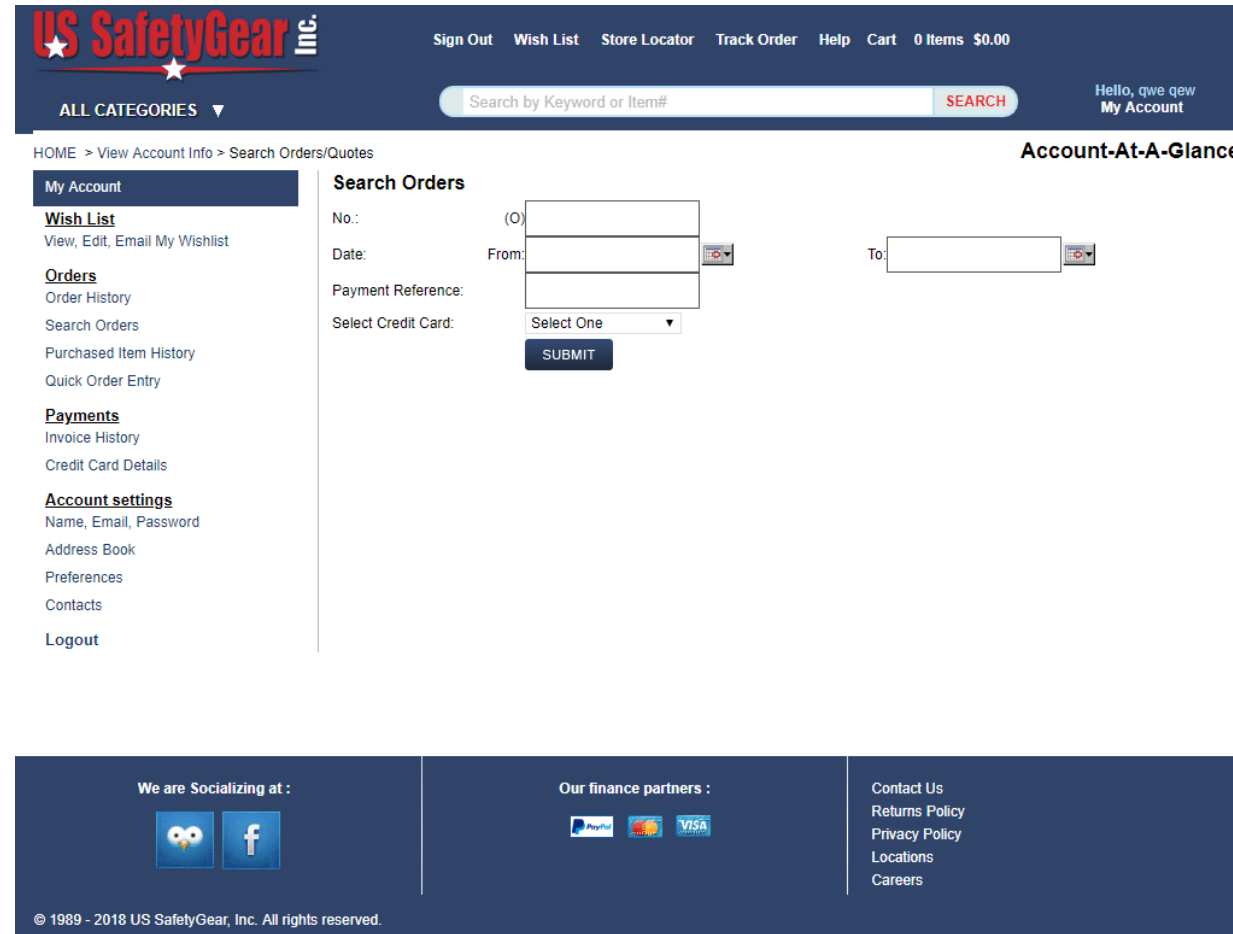 US SafetyGear Inc.
Sign Out Wish List Store Locator Track Order Help Cart 0 Items $0.00
ALL CATEGORIES ▼
Search by Keyword or Item#
SEARCH
Hello, qwe qew
My Account
HOME > View Account Info > Search Orders/Quotes
Account-At-A-Glance
My Account
Wish List
View, Edit, Email My Wishlist
Orders
Order History
Search Orders
Purchased Item History
Quick Order Entry
Payments
Invoice History
Credit Card Details
Account settings
Name, Email, Password
Address Book
Preferences
Contacts
Logout
Search Orders
No.: (O)
Date: From: To:
Payment Reference:
Select Credit Card: Select One ▼
SUBMIT
We are Socializing at :
f
Our finance partners :
PayPal VISA
Contact Us
Returns Policy
Privacy Policy
Locations
Careers
© 1989 - 2018 US SafetyGear, Inc. All rights reserved.